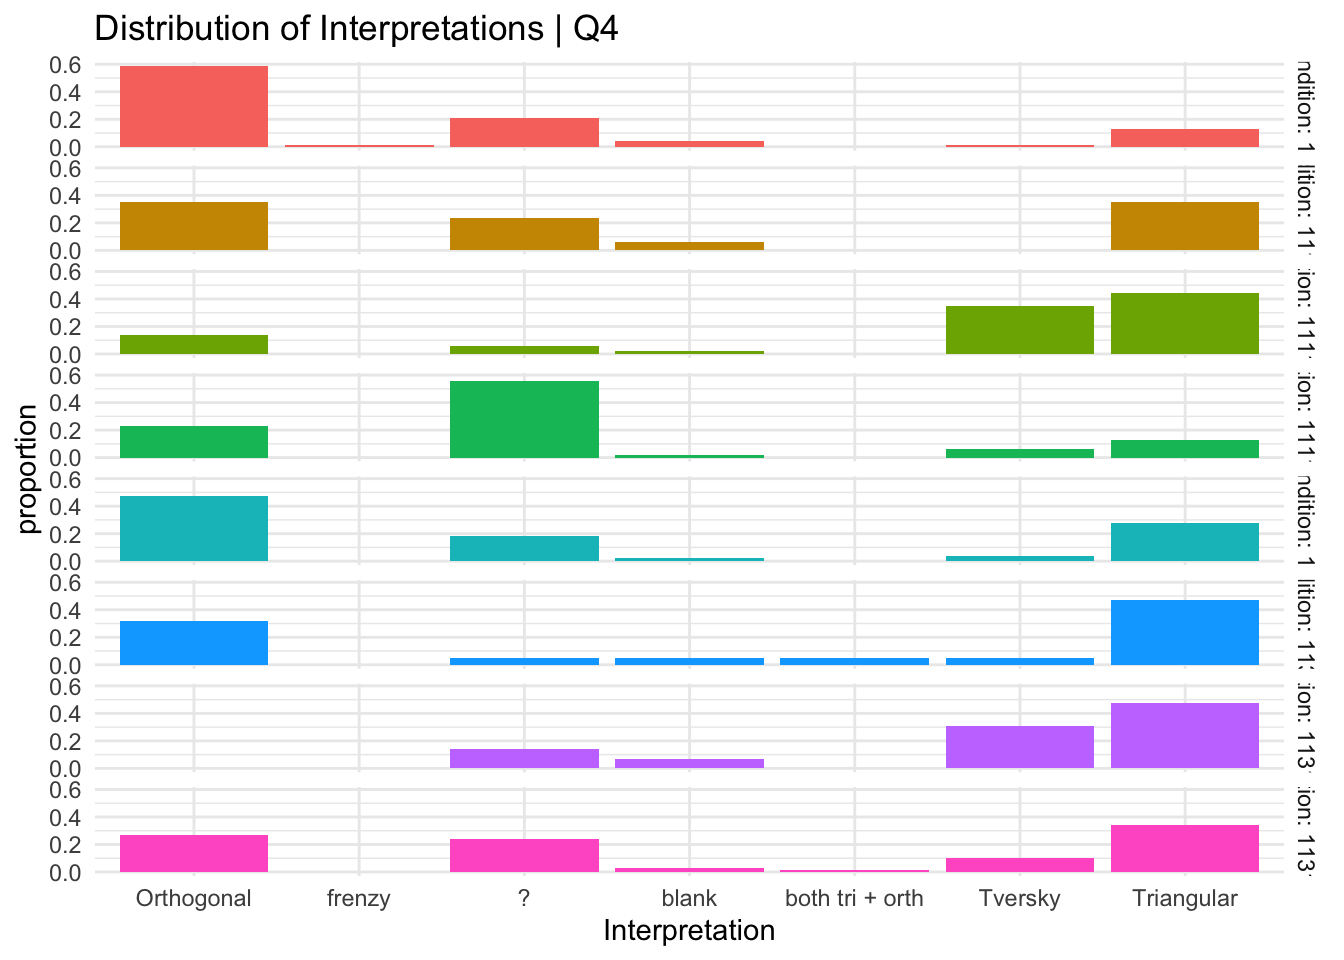 Distribution of Interpretations | Q4
proportion
0.6
0.4
0.2
0.0
ndition: 1
0.6
0.4
0.2
0.0
lition: 11
0.6
0.4
0.2
0.0
ion: 111
0.6
0.4
0.2
0.0
ion: 111
0.6
0.4
0.2
0.0
ndition: 1
0.6
0.4
0.2
0.0
lition: 11
0.6
0.4
0.2
0.0
ion: 113
0.6
0.4
0.2
0.0
ion: 113
Orthogonal frenzy ? blank both tri + orth Tversky Triangular
Interpretation